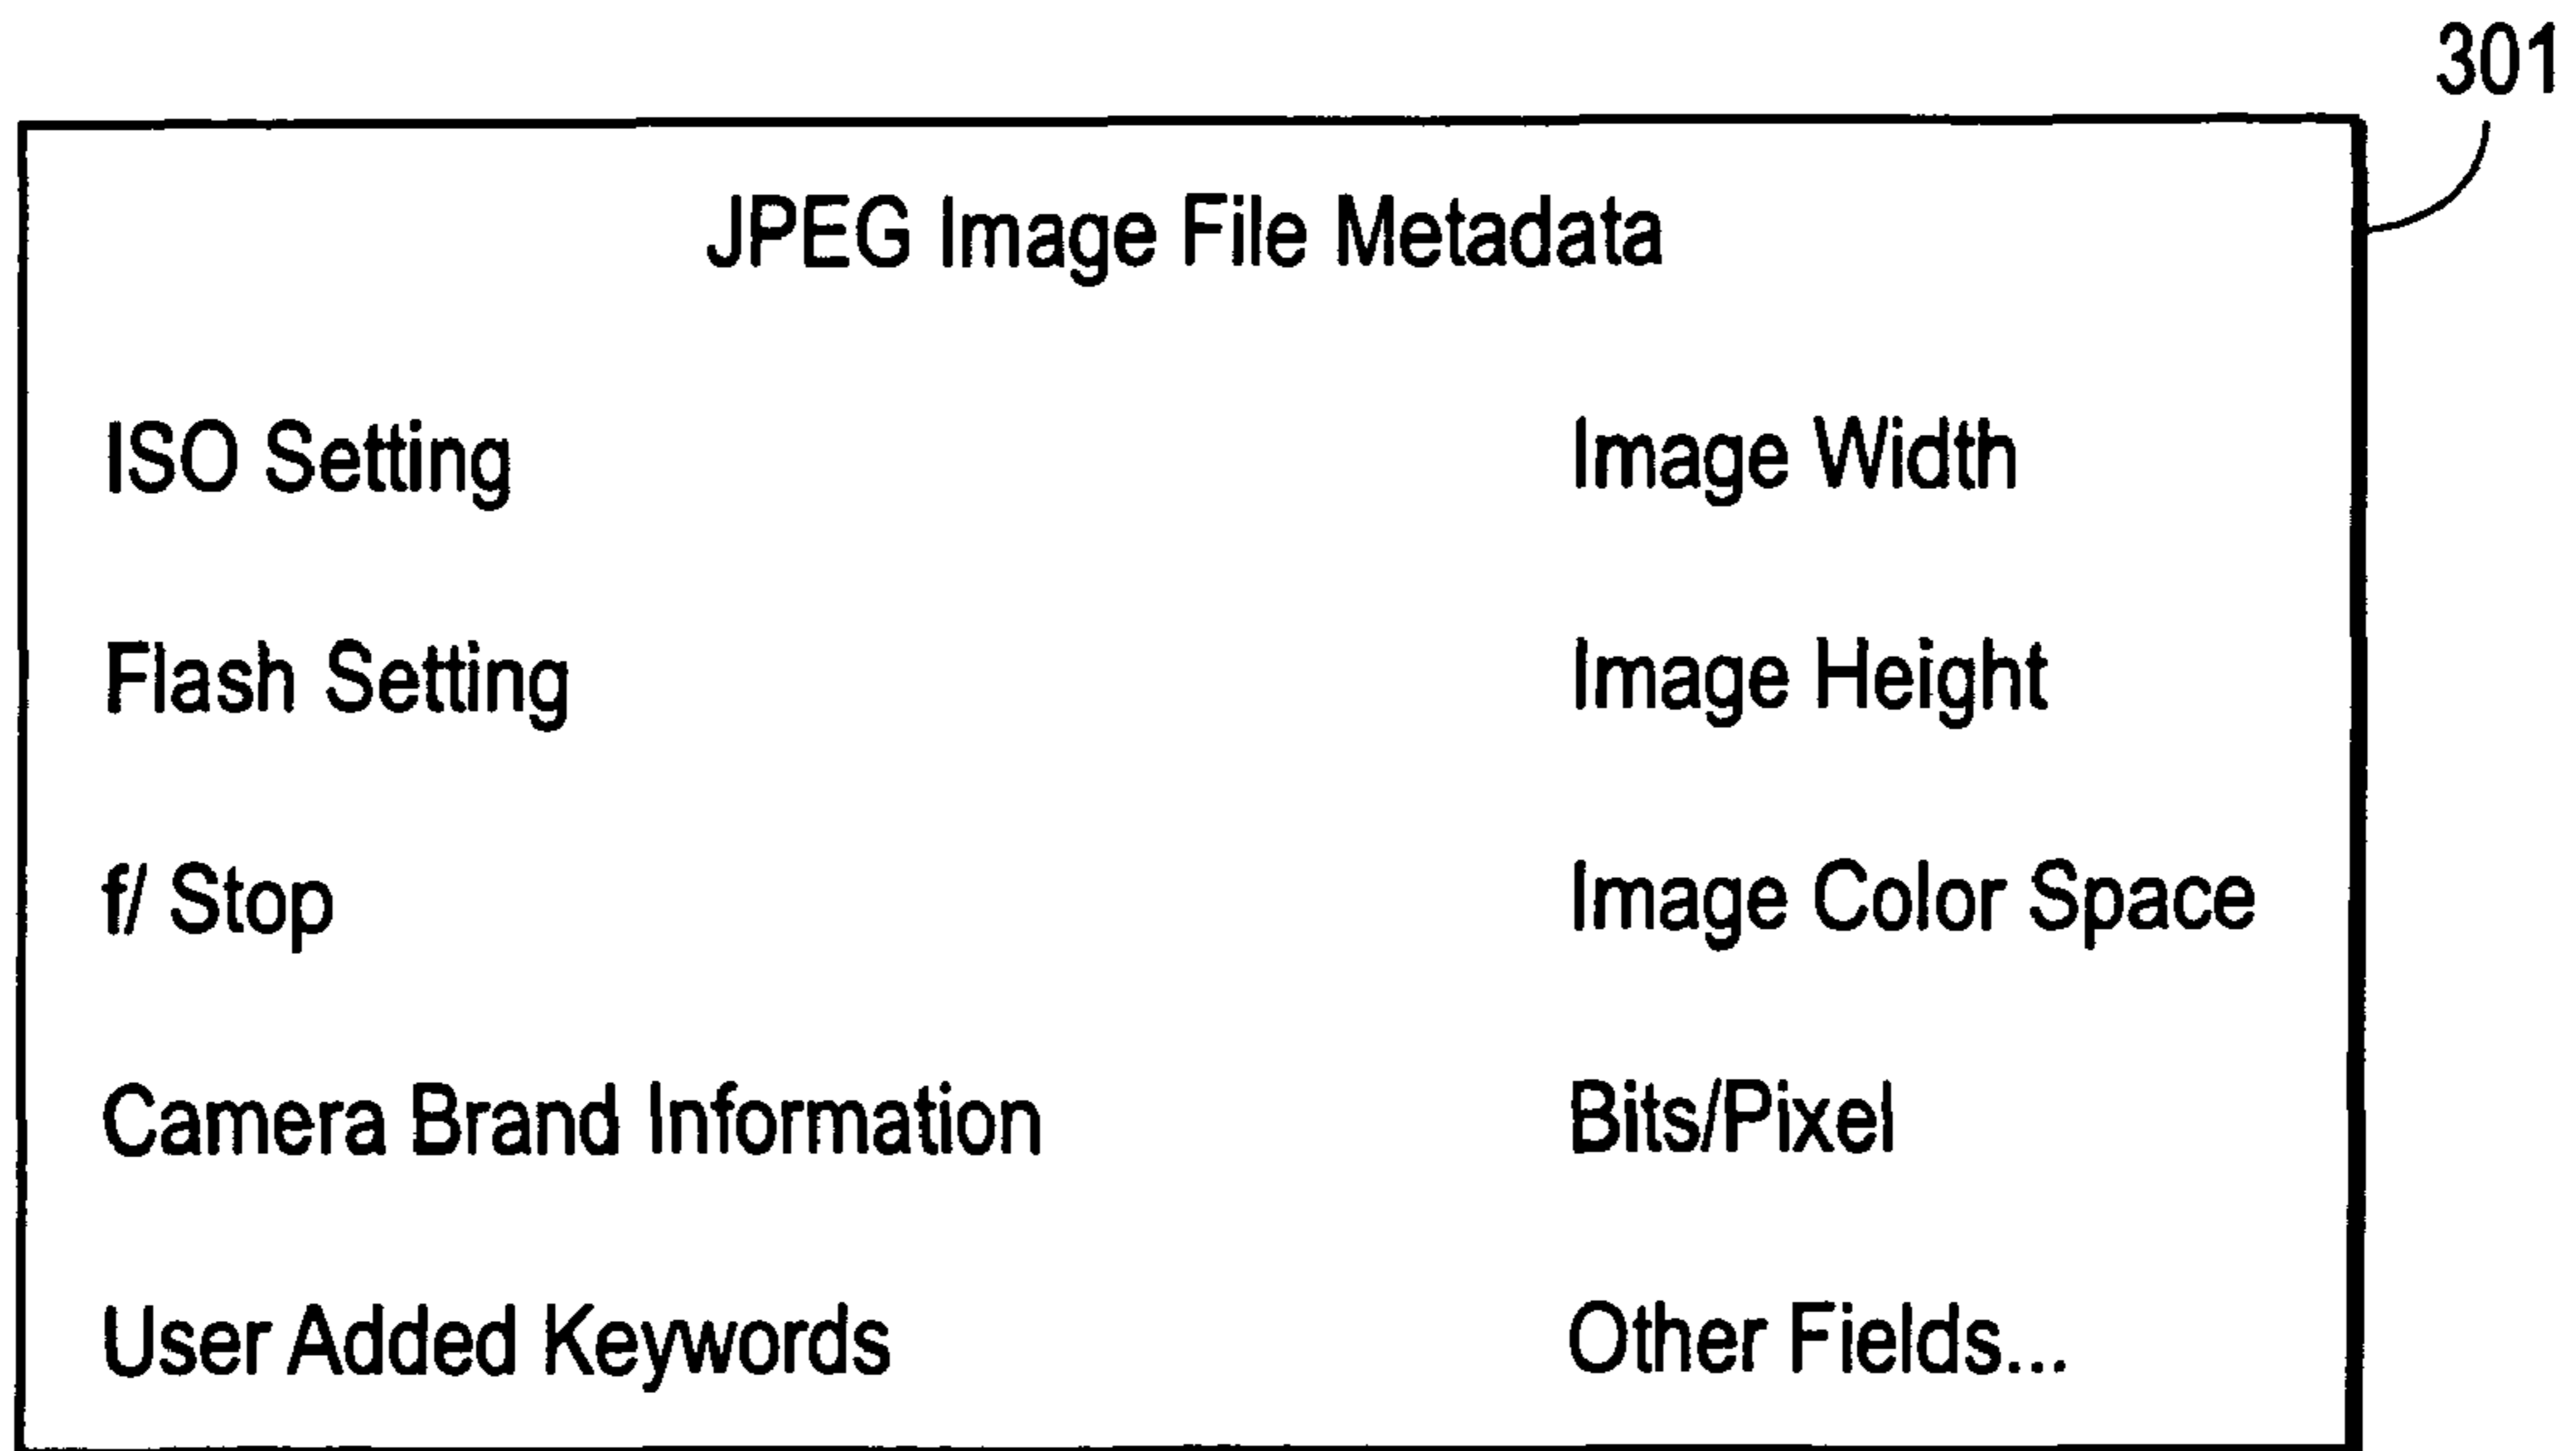 301
JPEG Image File Metadata
ISO Setting
Image Width
Flash Setting
Image Height
f/ Stop
Image Color Space
Camera Brand Information
Bits/Pixel
User Added Keywords
Other Fields...